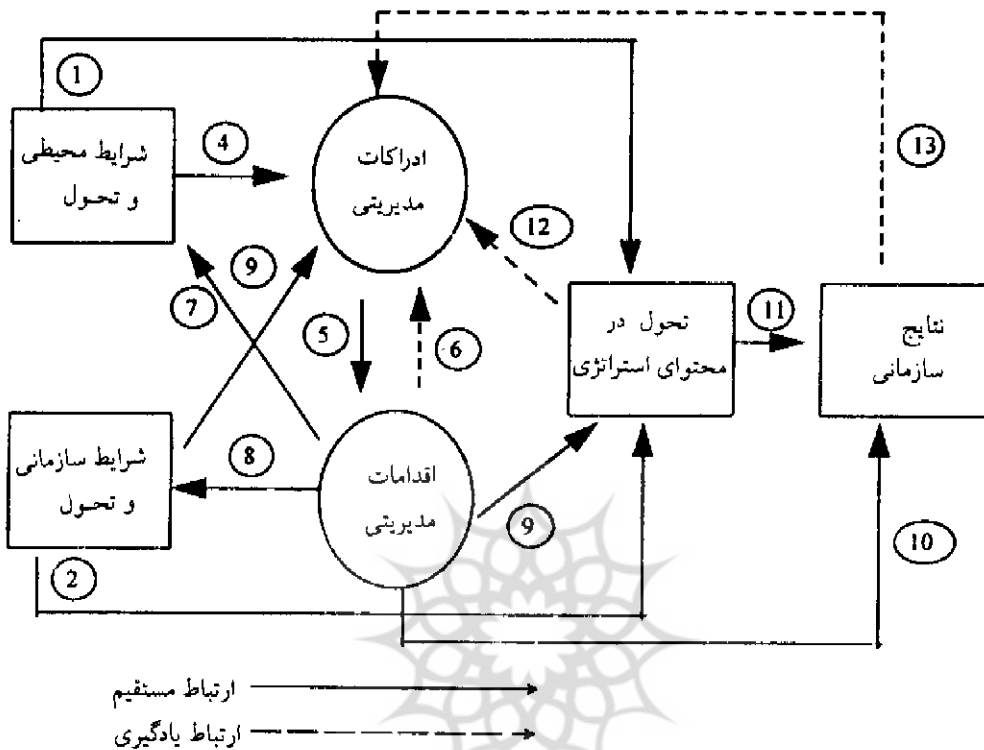 1
شرایط محیطی
و تحول
4
ادراکات
مدیریتی
13
12
7
9
5
6
تحول در
محتوای استراتژی
11
نتایج
سازمانی
شرایط سازمانی
و تحول
8
اقدامات
مدیریتی
9
10
2
ارتباط مستقیم
ارتباط یادگیری